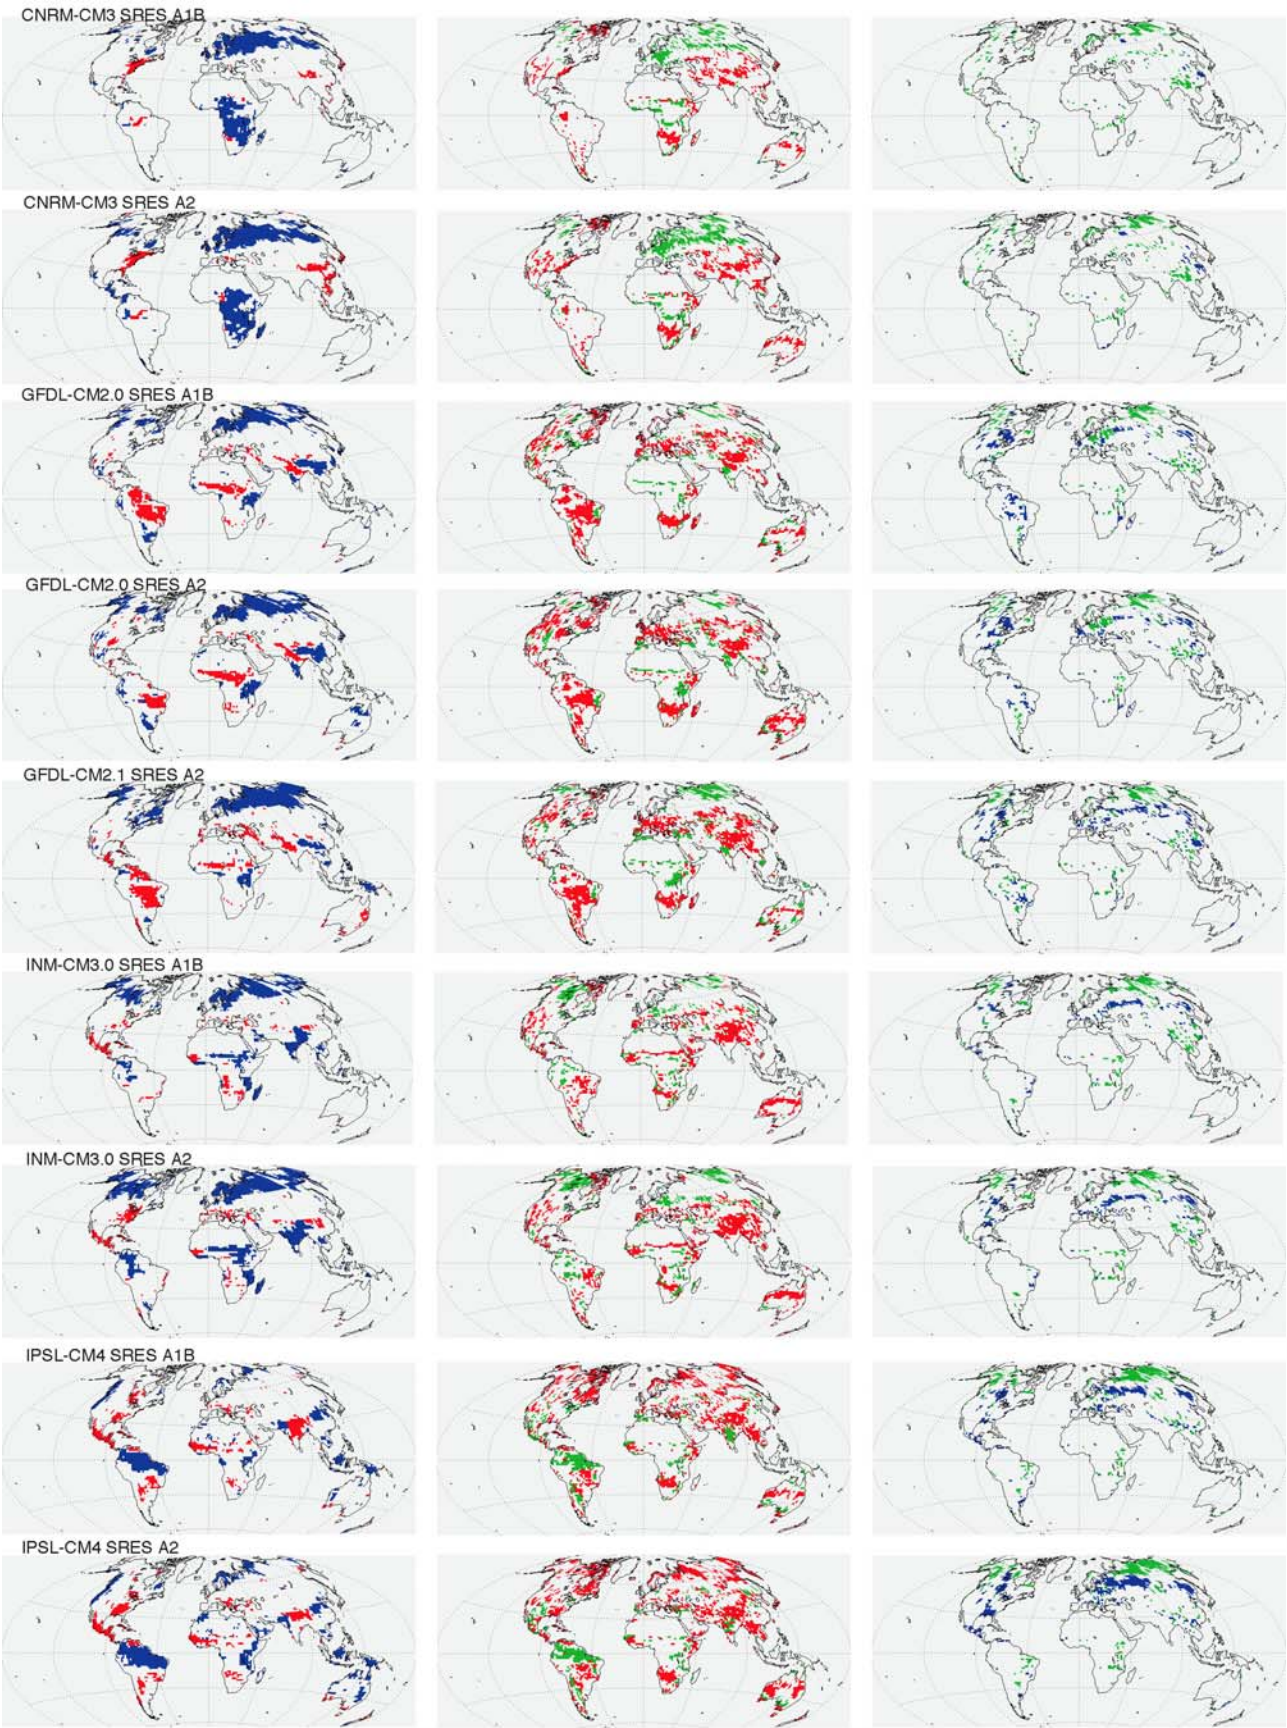 CNRM-CM3 SRES A1B
CNRM-CM3 SRES A2
GFDL-CM2.0 SRES A1B
GFDL-CM2.0 SRES A2
GFDL-CM2.1 SRES A2
INM-CM3.0 SRES A1B
INM-CM3.0 SRES A2
IPSL-CM4 SRES A1B
IPSL-CM4 SRES A2